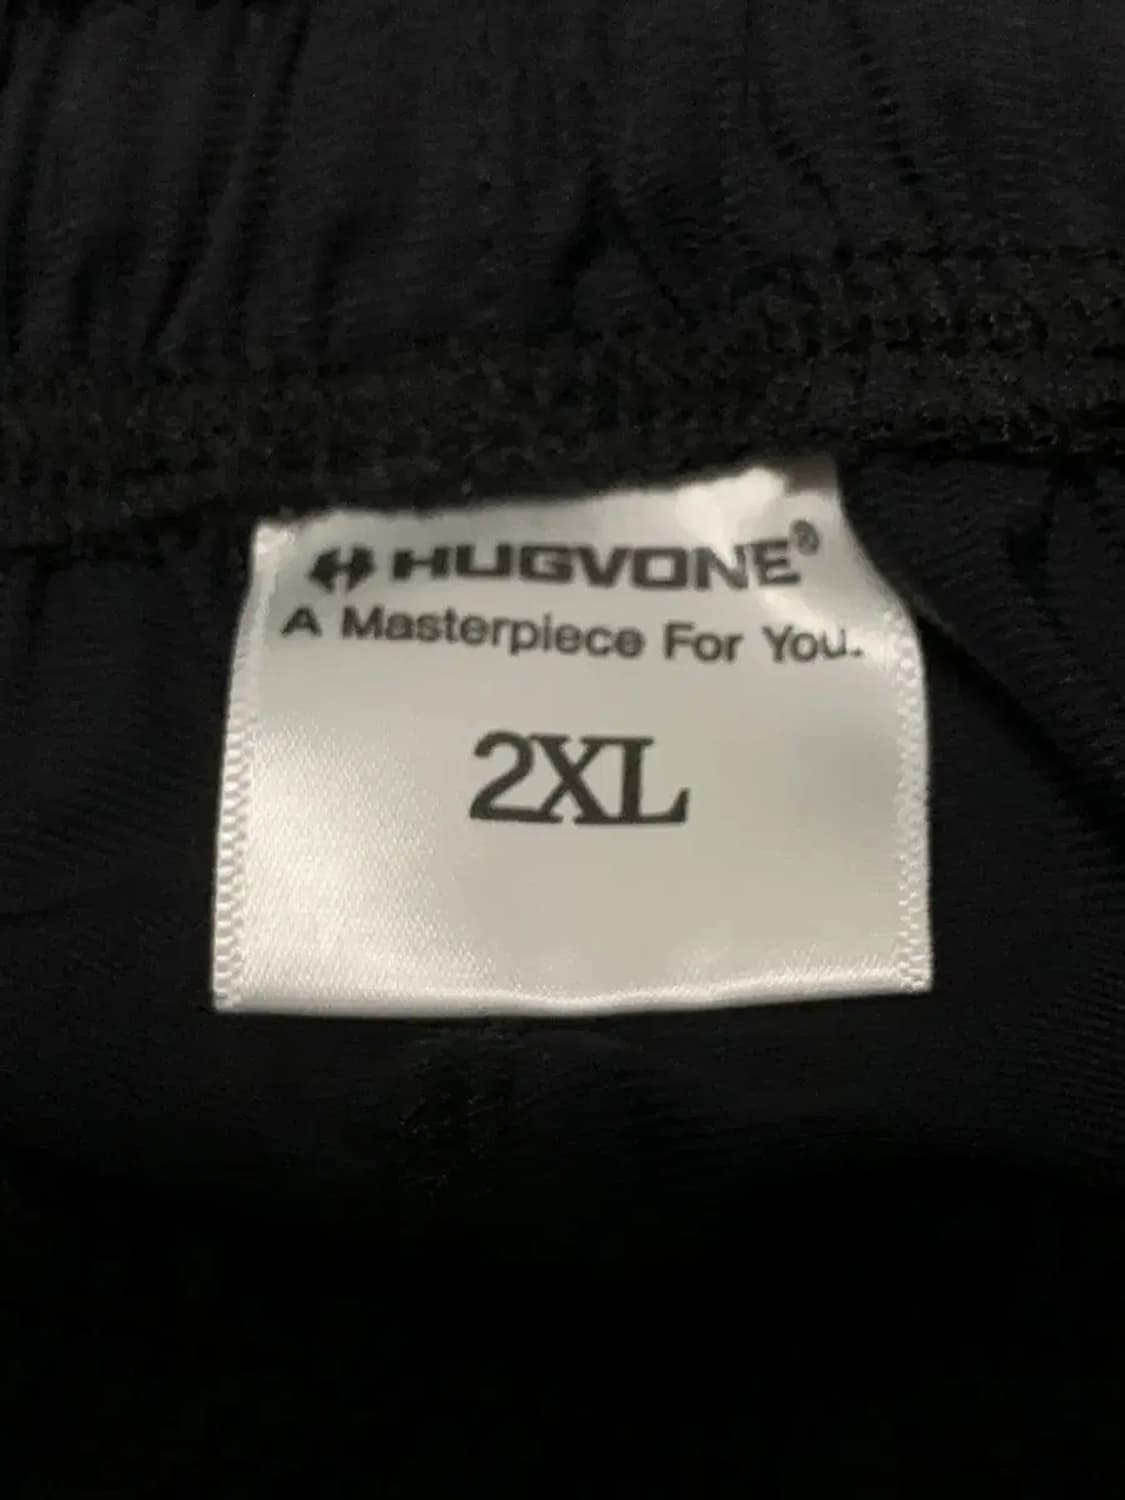 HUGVONE®
A Masterpiece For You.
2XL